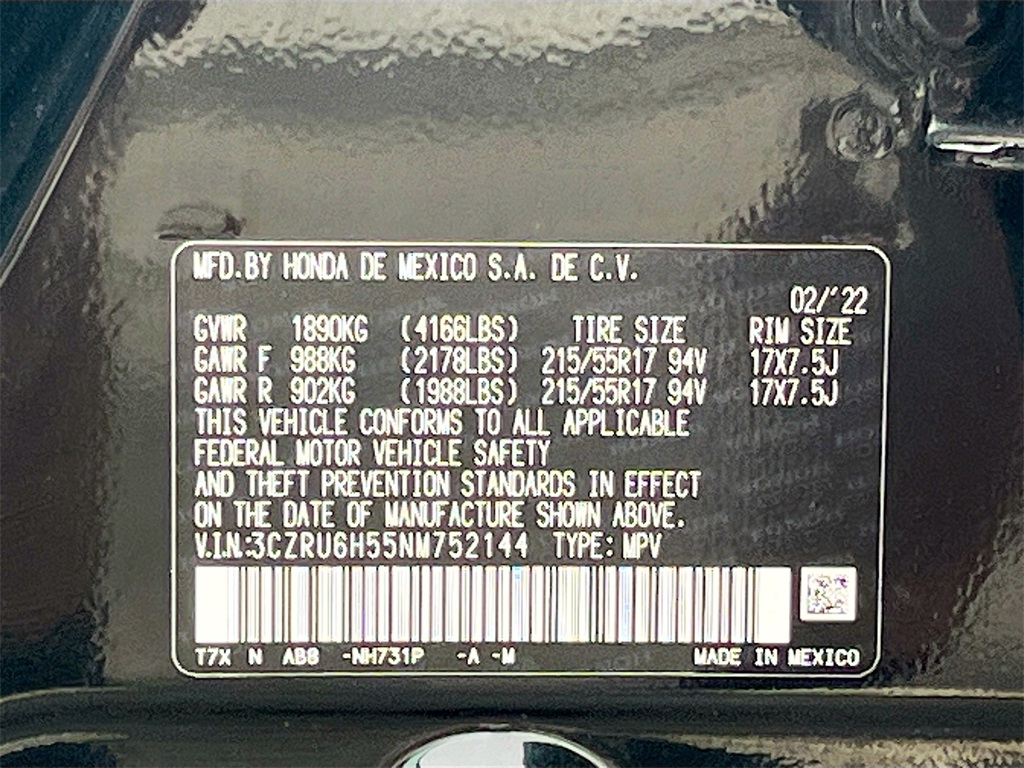 MFD.BY HONDA DE MEXICO S.A. DE C.V.
02/'22
GVWR 1890KG (4166LBS) TIRE SIZE RIM SIZE
GAWR F 988KG (2178LBS) 215/55R17 94V 17X7.5J
GAWR R 902KG (1988LBS) 215/55R17 94V 17X7.5J
THIS VEHICLE CONFORMS TO ALL APPLICABLE
FEDERAL MOTOR VEHICLE SAFETY
AND THEFT PREVENTION STANDARDS IN EFFECT
ON THE DATE OF MANUFACTURE SHOWN ABOVE.
V.I.N.:3CZRU6H55NM752144 TYPE: MPV
T7X N AB8 -NH731P -A -M MADE IN MEXICO